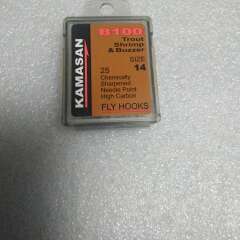 KAMASAN
B100
Trout
Shrimp
& Buzzer
SIZE
25 14
Chemically
Sharpened
Needle Point
High Carbon
FLY HOOKS